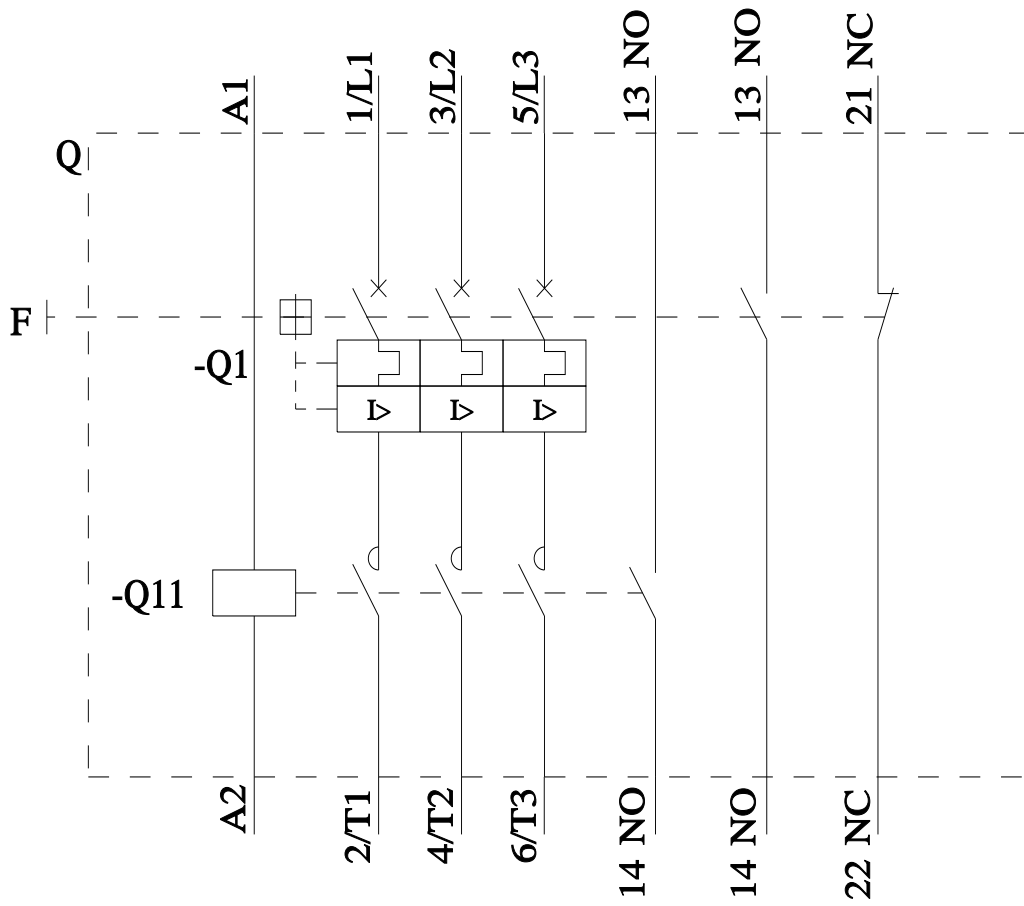 A1
1/L1
3/L2
5/L3
13 NO
13 NO
21 NC
Q
F
-Q1
I>
I>
I>
-Q11
A2
2/T1
4/T2
6/T3
14 NO
14 NO
22 NC